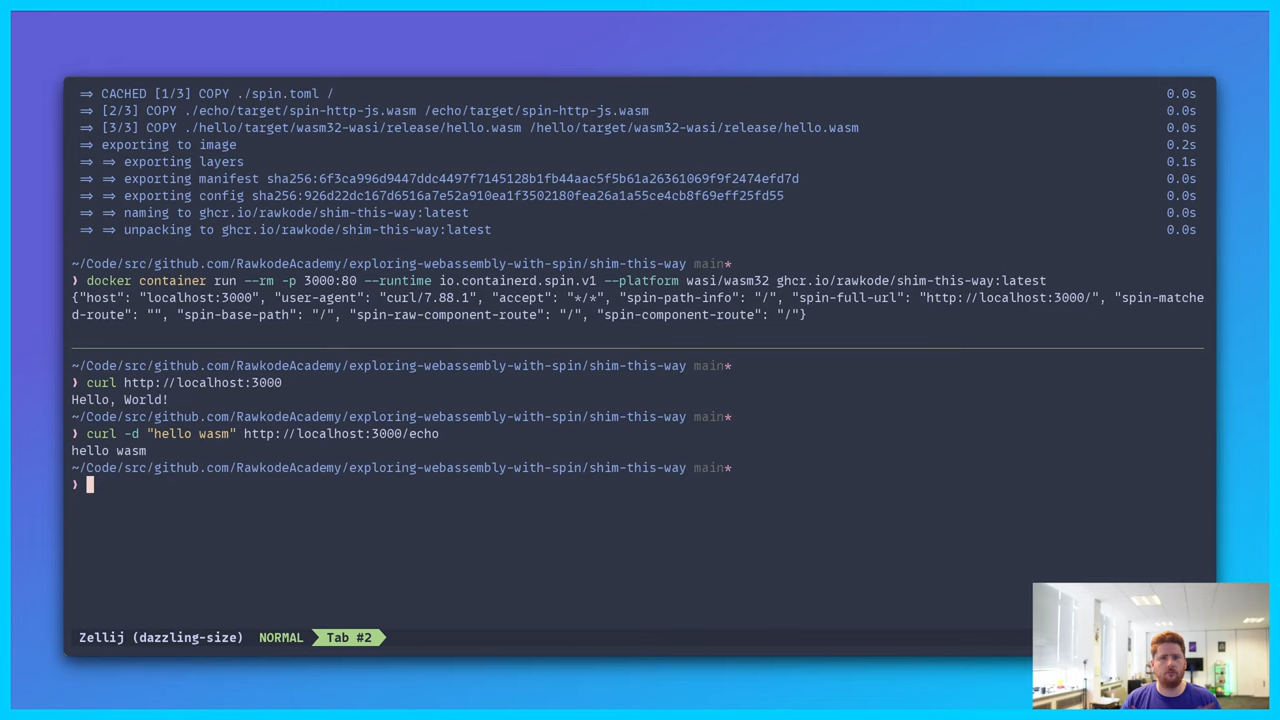 ⇒ CACHED [1/3] COPY ./spin.toml / 0.0s
⇒ [2/3] COPY ./echo/target/spin-http-js.wasm /echo/target/spin-http-js.wasm 0.0s
⇒ [3/3] COPY ./hello/target/wasm32-wasi/release/hello.wasm /hello/target/wasm32-wasi/release/hello.wasm 0.0s
⇒ exporting to image 0.2s
⇒ ⇒ exporting layers 0.1s
⇒ ⇒ exporting manifest sha256:6f3ca996d9447ddc4497f7145128b1fb44aac5f5b61a26361069f9f2474efd7d 0.0s
⇒ ⇒ exporting config sha256:926d22dc167d6516a7e52a910ea1f3502180fea26a1a55ce4cb8f69eff25fd55 0.0s
⇒ ⇒ naming to ghcr.io/rawkode/shim-this-way:latest 0.0s
⇒ ⇒ unpacking to ghcr.io/rawkode/shim-this-way:latest 0.0s
~/Code/src/github.com/RawkodeAcademy/exploring-webassembly-with-spin/shim-this-way main*
❯ docker container run --rm -p 3000:80 --runtime io.containerd.spin.v1 --platform wasi/wasm32 ghcr.io/rawkode/shim-this-way:latest
{"host": "localhost:3000", "user-agent": "curl/7.88.1", "accept": "*/*", "spin-path-info": "/", "spin-full-url": "http://localhost:3000/", "spin-matche
d-route": "", "spin-base-path": "/", "spin-raw-component-route": "/", "spin-component-route": "/"}
~/Code/src/github.com/RawkodeAcademy/exploring-webassembly-with-spin/shim-this-way main*
❯ curl http://localhost:3000
Hello, World!
~/Code/src/github.com/RawkodeAcademy/exploring-webassembly-with-spin/shim-this-way main*
❯ curl -d "hello wasm" http://localhost:3000/echo
hello wasm
~/Code/src/github.com/RawkodeAcademy/exploring-webassembly-with-spin/shim-this-way main*
❯
Zellij (dazzling-size) NORMAL Tab #2